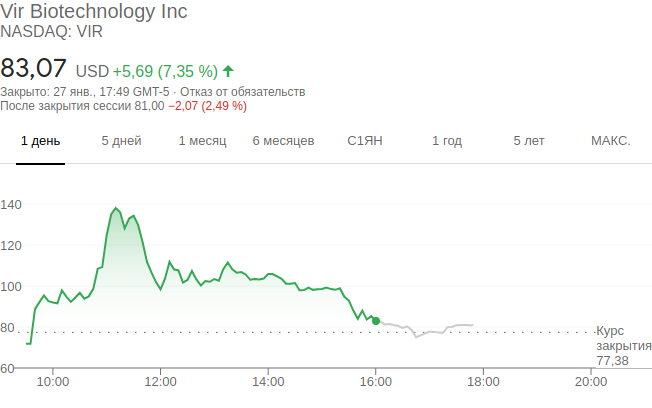 Vir Biotechnology Inc
NASDAQ: VIR
83,07 USD +5,69 (7,35 %)
Закрыто: 27 янв., 17:49 GMT-5 · Отказ от обязательств
После закрытия сессии 81,00 −2,07 (2,49 %)
1 день 5 дней 1 месяц 6 месяцев С1ЯН 1 год 5 лет МАКС.
140
120
100
80
Курс
закрытия
77,38
60
10:00 12:00 14:00 16:00 18:00 20:00